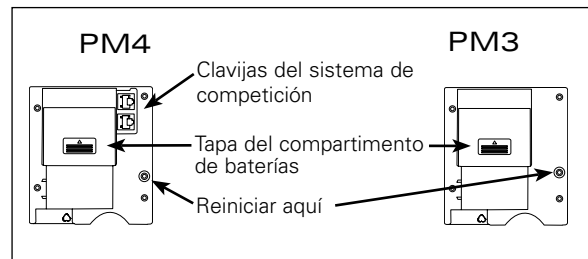 PM4
PM3
Clavijas del sistema de
competición
Tapa del compartimento
de baterías
Reiniciar aquí